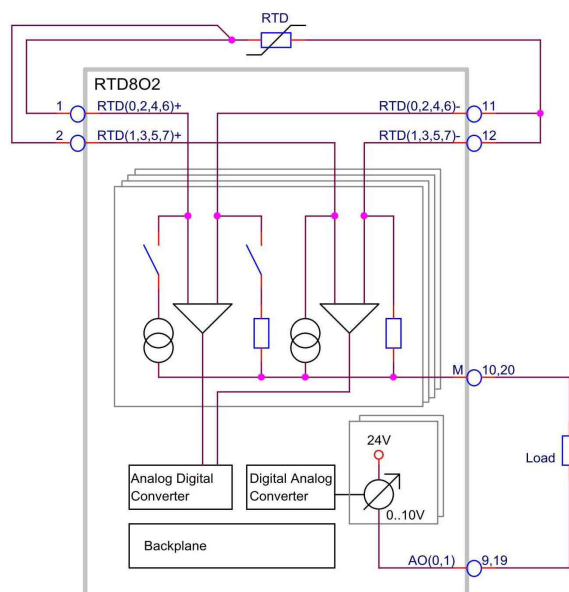 RTD
RTD8O2
1 RTD(0,2,4,6)+ RTD(0,2,4,6)- 11
2 RTD(1,3,5,7)+ RTD(1,3,5,7)- 12
M 10,20
24V
Load
Analog Digital
Converter
Digital Analog
Converter
0..10V
Backplane
AO(0,1) 9,19